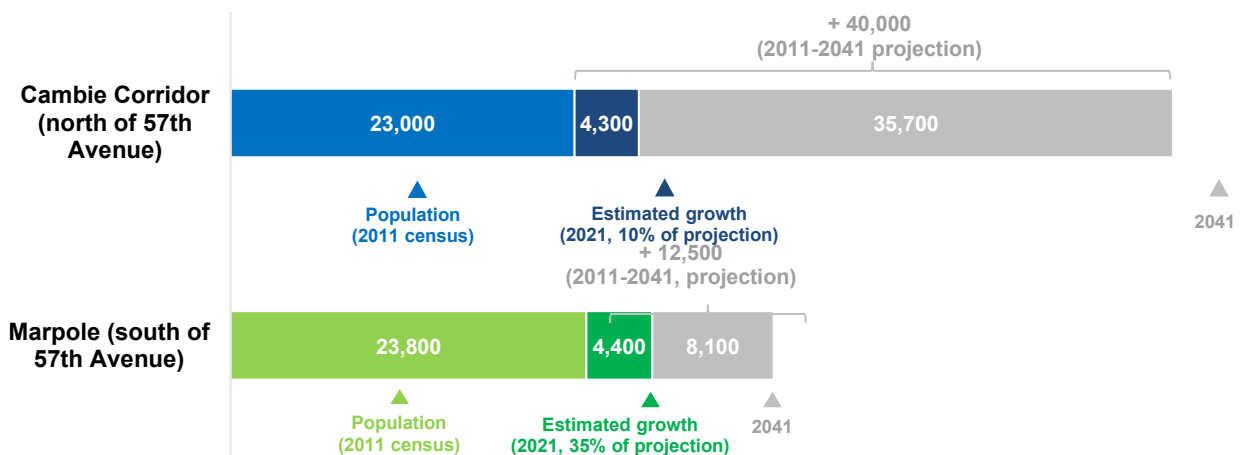 + 40,000
(2011-2041 projection)
Cambie Corridor
(north of 57th
Avenue)
23,000
4,300
35,700
Population
(2011 census)
Estimated growth
(2021, 10% of projection)
2041
+ 12,500
(2011-2041, projection)
Marpole (south of
57th Avenue)
23,800
4,400
8,100
Population
(2011 census)
Estimated growth
(2021, 35% of projection)
2041